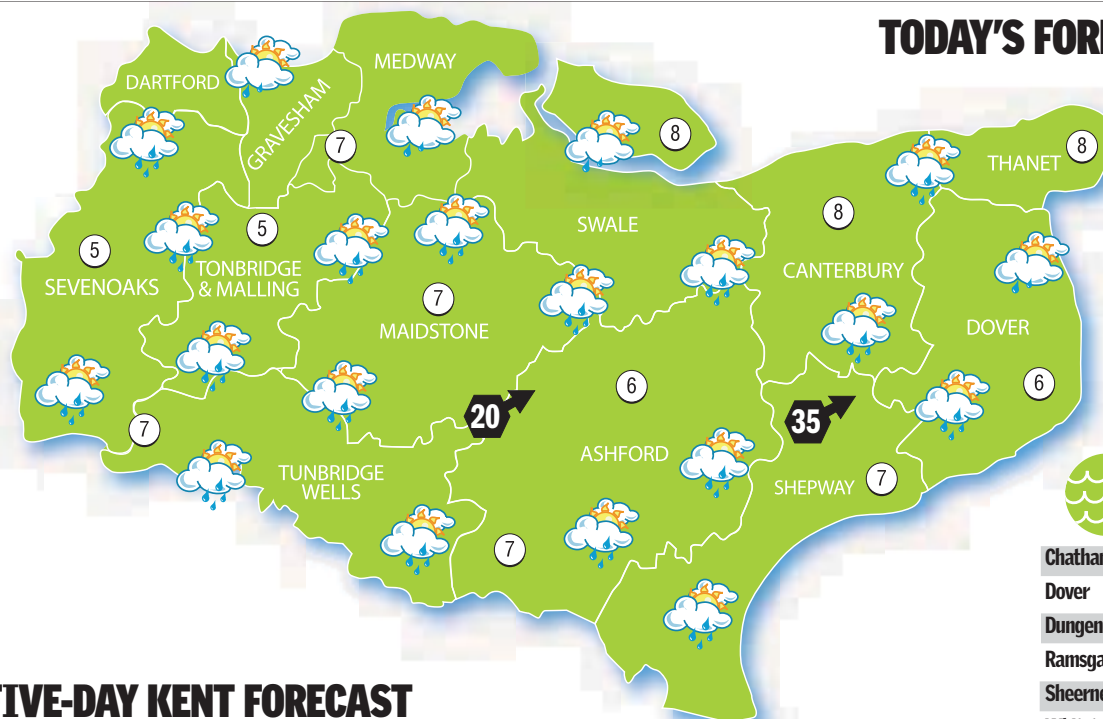 TODAY'S FOR
DARTFORD
GRAVESHAM
MEDWAY
7
8
SWALE
8
THANET
8
5
SEVENOAKS
5
TONBRIDGE
& MALLING
7
MAIDSTONE
CANTERBURY
DOVER
6
20
6
35
ASHFORD
SHEPWAY
7
7
TUNBRIDGE
WELLS
7
Chatham
Dover
Dungen
Ramsga
Sheerne
IVE-DAY KENT FORECAST